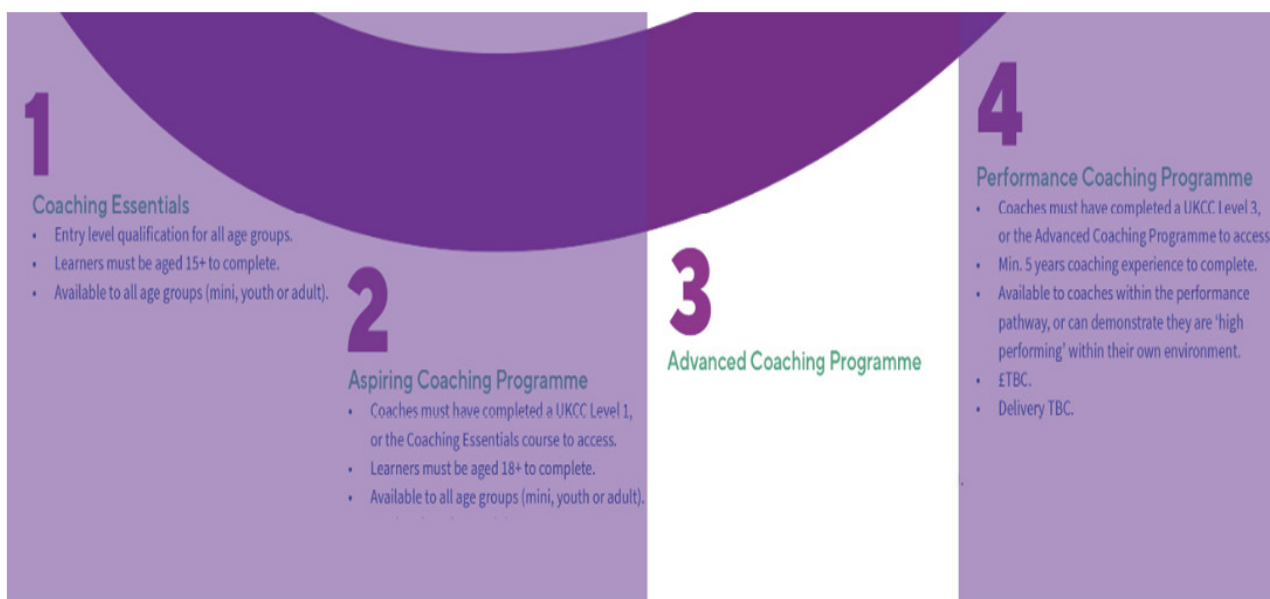 1
Coaching Essentials
• Entry level qualification for all age groups.
• Learners must be aged 15+ to complete.
• Available to all age groups (mini, youth or adult).
2
Aspiring Coaching Programme
• Coaches must have completed a UKCC Level 1,
or the Coaching Essentials course to access.
• Learners must be aged 18+ to complete.
• Available to all age groups (mini, youth or adult).
3
Advanced Coaching Programme
4
Performance Coaching Programme
• Coaches must have completed a UKCC Level 3,
or the Advanced Coaching Programme to access
• Min. 5 years coaching experience to complete.
• Available to coaches within the performance
pathway, or can demonstrate they are ‘high
performing’ within their own environment.
• £TBC.
• Delivery TBC.